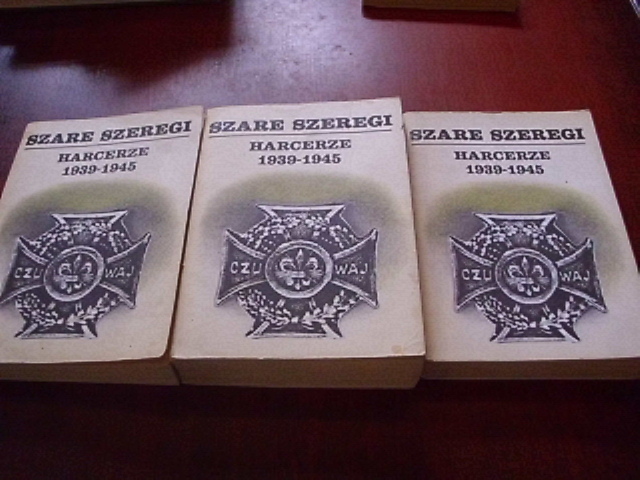 SZARE SZEREGI
HARCERZE
1939-1945
CZU WAJ
SZARE SZEREGI
HARCERZE
1939-1945
CZU WAJ
SZARE SZEREGI
HARCERZE
1939-1945
CZU WAJ